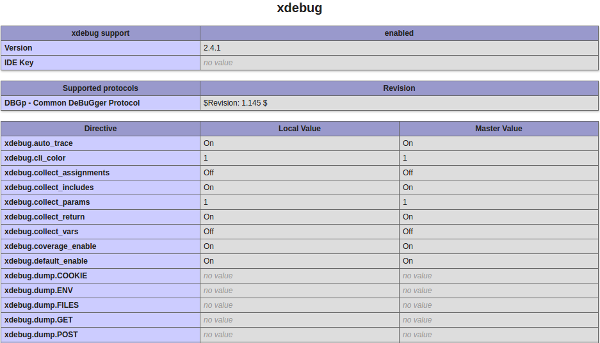 xdebug
xdebug support enabled
Version 2.4.1
IDE Key no value
Supported protocols Revision
DBGp - Common DeBuGger Protocol $Revision: 1.145 $
Directive Local Value Master Value
xdebug.auto_trace On On
xdebug.cli_color 1 1
xdebug.collect_assignments Off Off
xdebug.collect_includes On On
xdebug.collect_params 1 1
xdebug.collect_return On On
xdebug.collect_vars Off Off
xdebug.coverage_enable On On
xdebug.default_enable On On
xdebug.dump.COOKIE no value no value
xdebug.dump.ENV no value no value
xdebug.dump.FILES no value no value
xdebug.dump.GET no value no value
xdebug.dump.POST no value no value